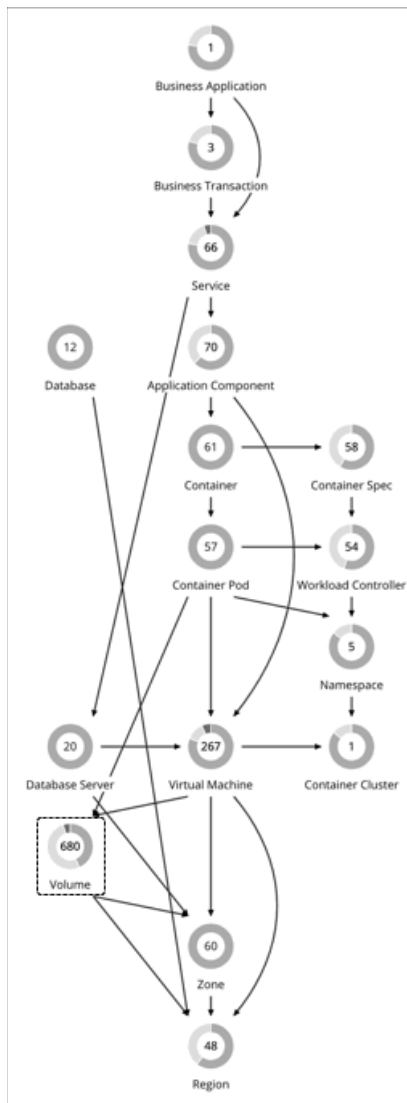 1
Business Application
3
Business Transaction
66
Service
12
Database
70
Application Component
61
Container
58
Container Spec
57
Container Pod
54
Workload Controller
5
Namespace
20
Database Server
267
Virtual Machine
1
Container Cluster
680
Volume
60
Zone
48
Region